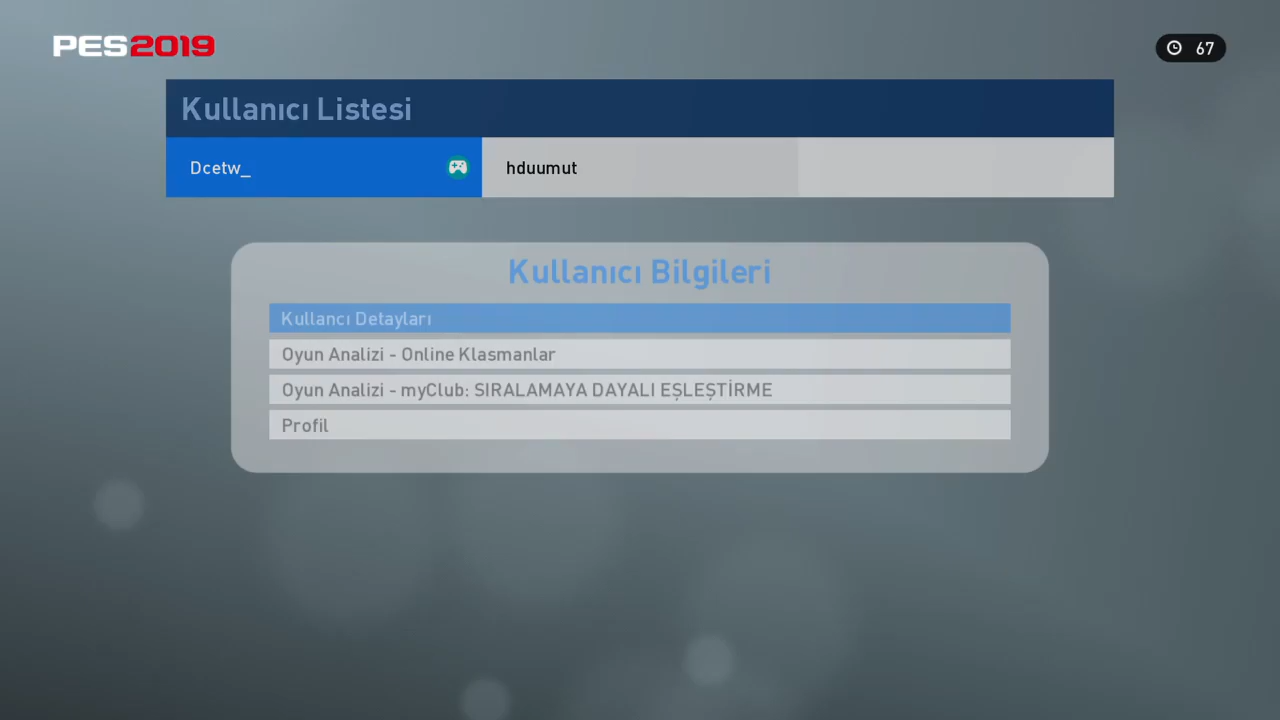 PES2019
67
Kullanıcı Listesi
Dcetw_
hduumut
Kullanıcı Bilgileri
Kullancı Detayları
Oyun Analizi - Online Klasmanlar
Oyun Analizi - myClub: SIRALAMAYA DAYALI EŞLEŞTİRME
Profil